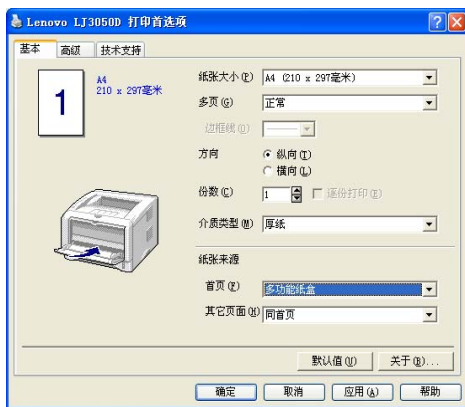 Lenovo LJ3050D 打印首选项
基本 高级 技术支持
1
A4
210 x 297毫米
纸张大小(P) A4 (210 x 297毫米)
多页(G) 正常
边框线(O)
方向 纵向(T)
横向(L)
份数(C) 1 逐份打印(E)
介质类型(M) 厚纸
纸张来源
首页(F) 多功能纸盒
其它页面(H) 同首页
默认值(U) 关于(B)...
确定 取消 应用(A) 帮助